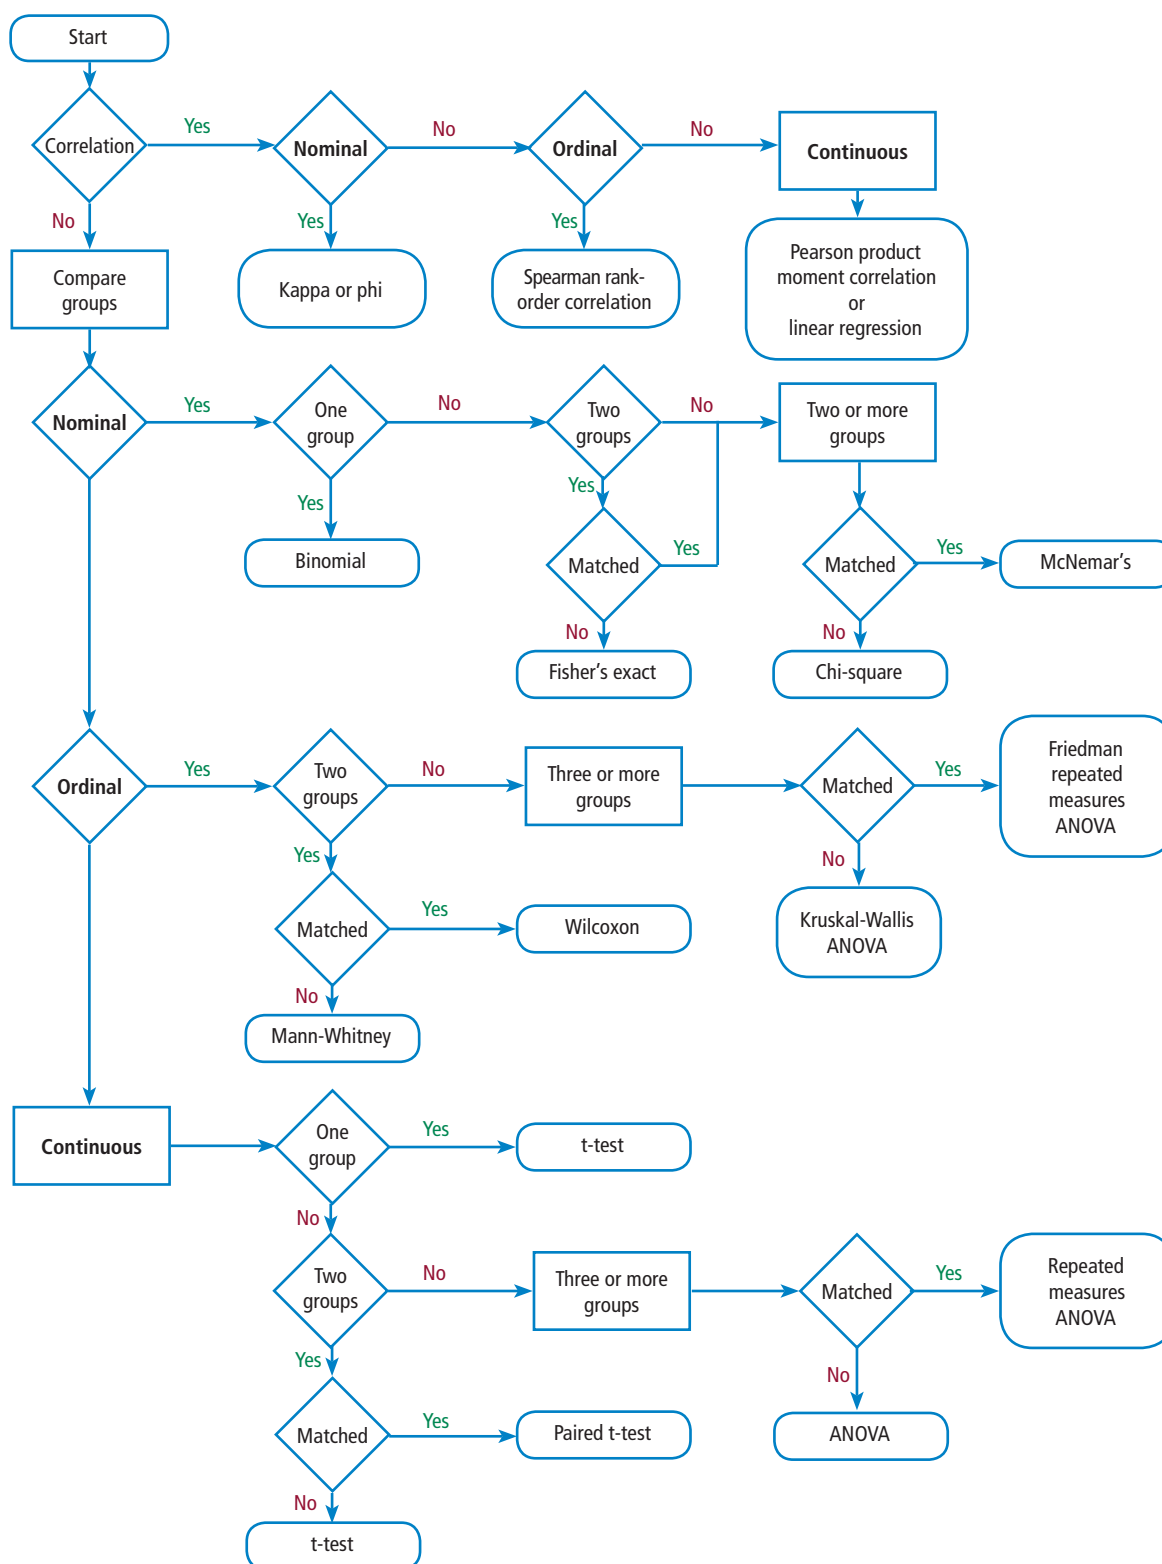 Start
Correlation
Yes
Nominal
No
Ordinal
No
Continuous
No
Yes
Yes
Compare
groups
Kappa or phi
Spearman rank-
order correlation
Pearson product
moment correlation
or
linear regression
Nominal
Yes
One
group
No
Two
groups
No
Two or more
groups
Yes
Yes
Binomial
Matched
Yes
Matched
Yes
McNemar's
No
No
Fisher's exact
Chi-square
Ordinal
Yes
Two
groups
No
Three or more
groups
Matched
Yes
Friedman
repeated
measures
ANOVA
Yes
No
Matched
Yes
Wilcoxon
Kruskal-Wallis
ANOVA
No
Mann-Whitney
Continuous
One
group
Yes
t-test
No
Two
groups
No
Three or more
groups
Matched
Yes
Repeated
measures
ANOVA
Yes
No
Matched
Yes
Paired t-test
ANOVA
No
t-test